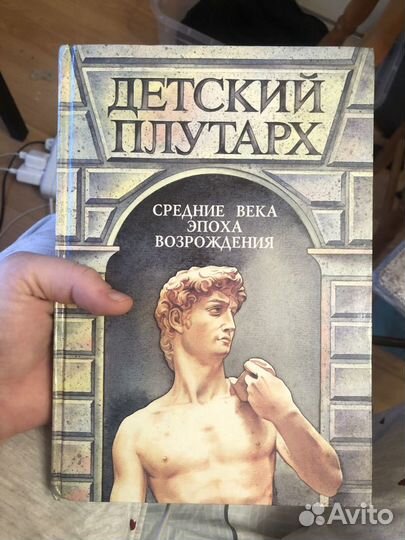 ДЕТСКИЙ
ПЛУТАРХ
СРЕДНИЕ ВЕКА
ЭПОХА
ВОЗРОЖДЕНИЯ
Avito